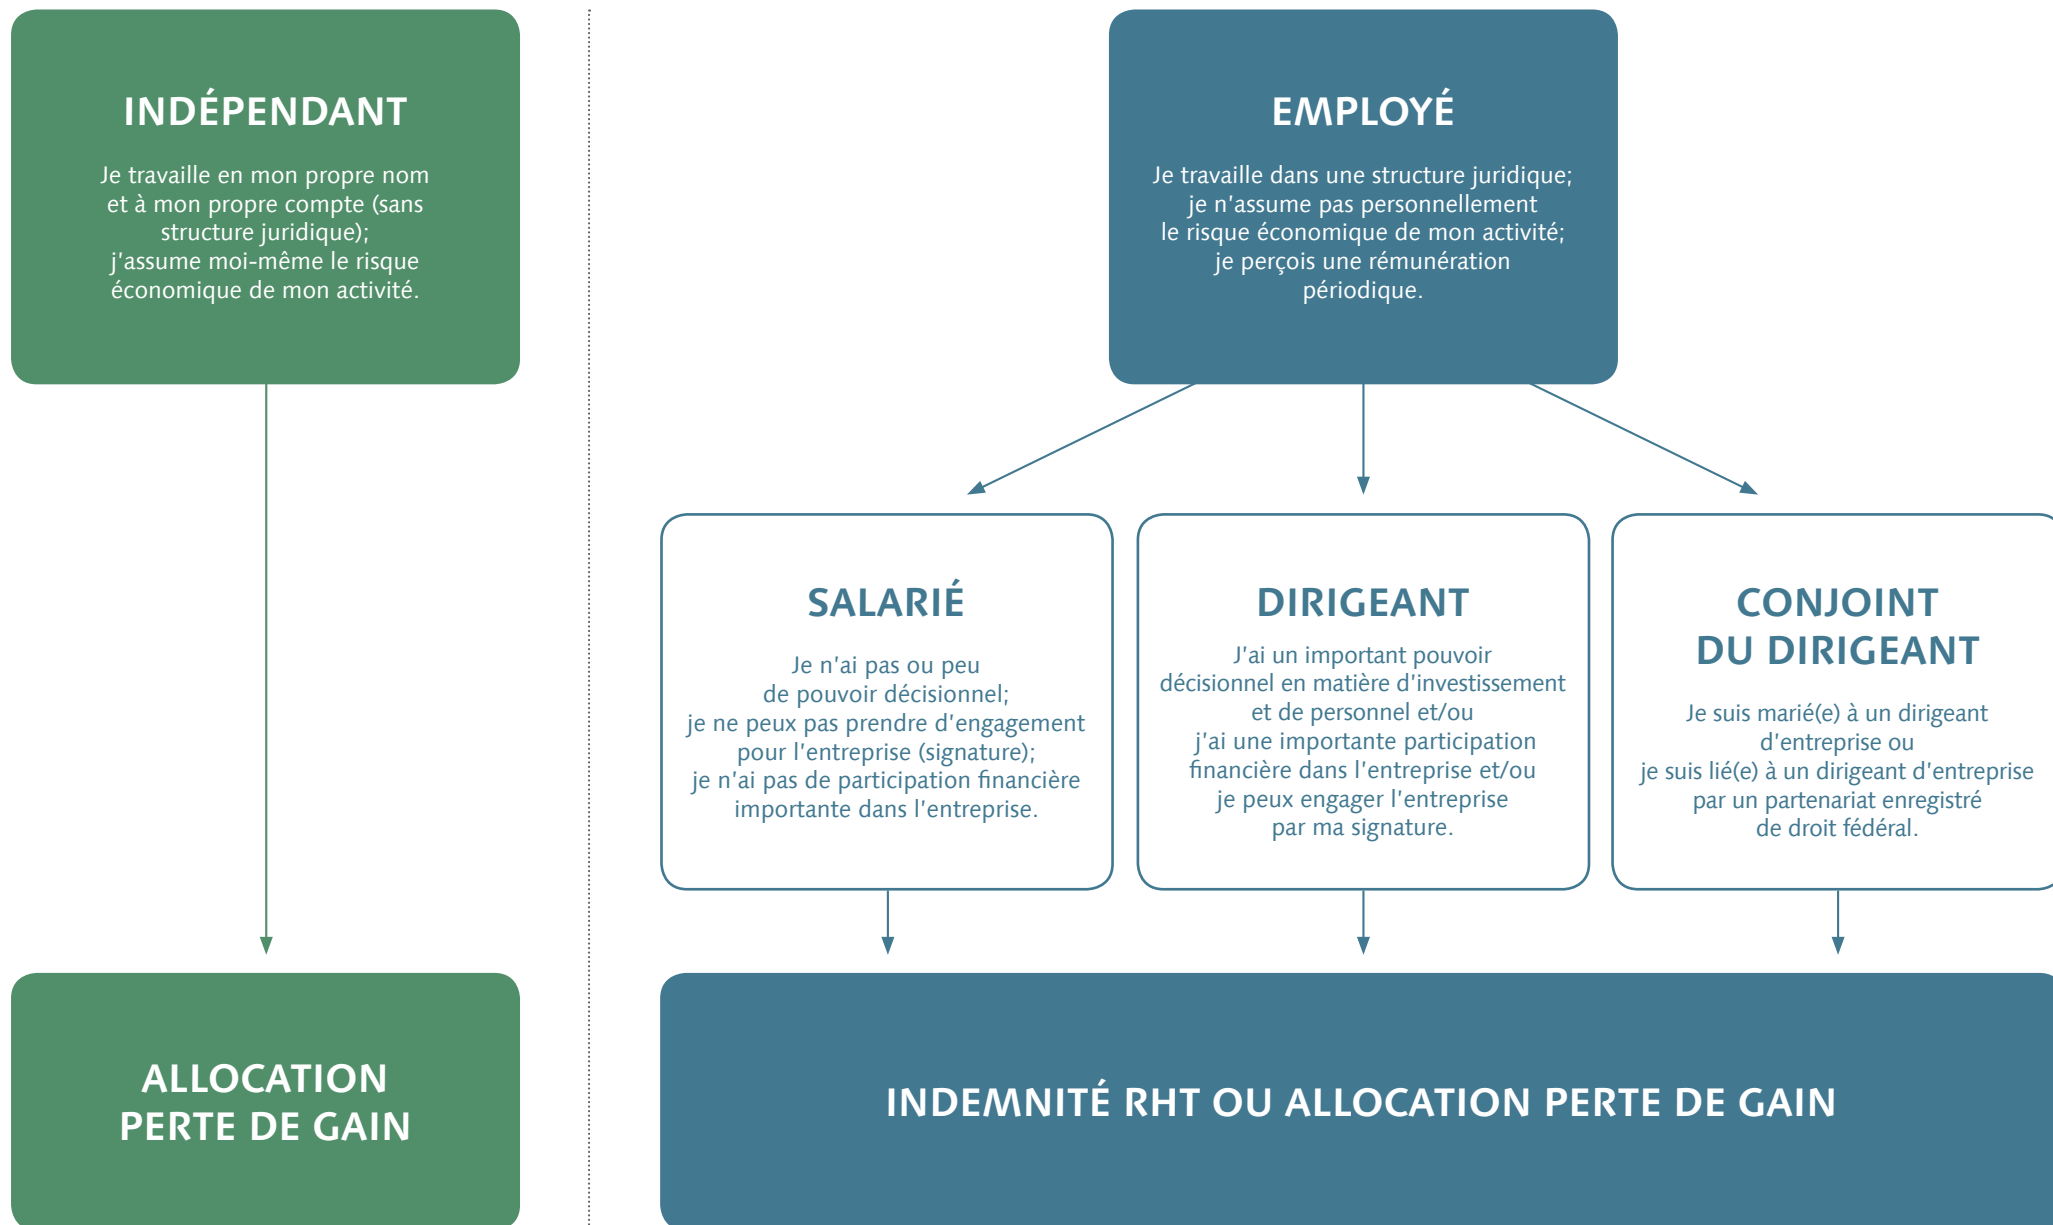 INDÉPENDANT
Je travaille en mon propre nom
et à mon propre compte (sans
structure juridique);
j'assume moi-même le risque
économique de mon activité.
EMPLOYÉ
Je travaille dans une structure juridique;
je n'assume pas personnellement
le risque économique de mon activité;
je perçois une rémunération
périodique.
SALARIÉ
Je n'ai pas ou peu
de pouvoir décisionnel;
je ne peux pas prendre d'engagement
pour l'entreprise (signature);
je n'ai pas de participation financière
importante dans l'entreprise.
DIRIGEANT
J'ai un important pouvoir
décisionnel en matière d'investissement
et de personnel et/ou
j'ai une importante participation
financière dans l'entreprise et/ou
je peux engager l'entreprise
par ma signature.
CONJOINT
DU DIRIGEANT
Je suis marié(e) à un dirigeant
d'entreprise ou
je suis lié(e) à un dirigeant d'entreprise
par un partenariat enregistré
de droit fédéral.
ALLOCATION
PERTE DE GAIN
INDEMNITÉ RHT OU ALLOCATION PERTE DE GAIN